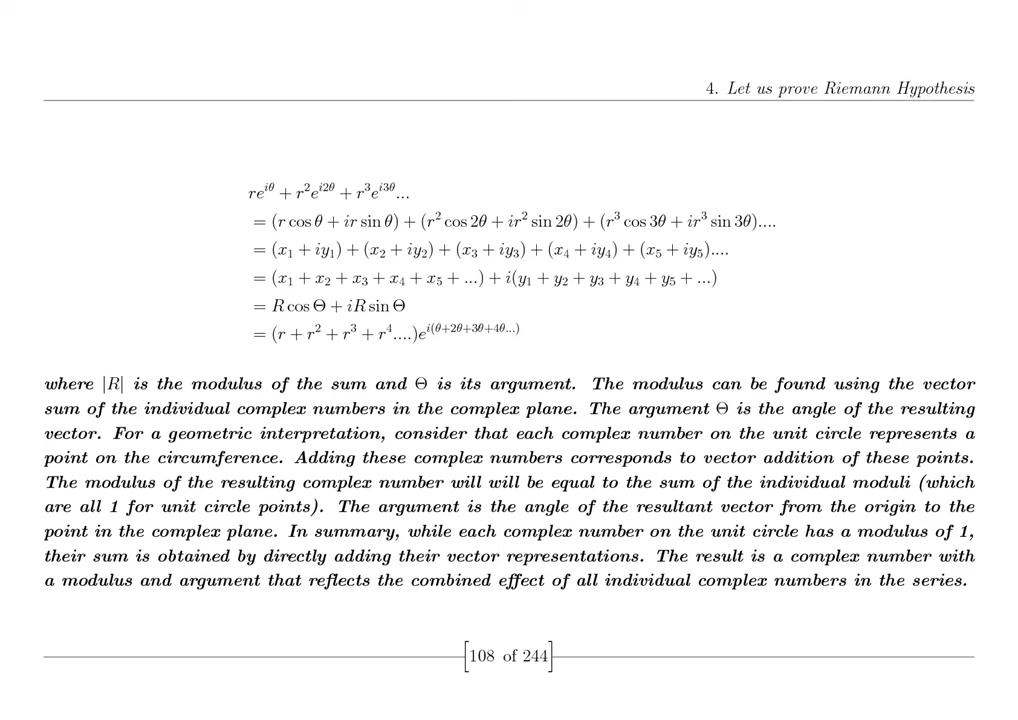 4. Let us prove Riemann Hypothesis
re^{iθ} + r^2e^{i2θ} + r^3e^{i3θ}...
= (r cos θ + ir sin θ) + (r^2 cos 2θ + ir^2 sin 2θ) + (r^3 cos 3θ + ir^3 sin 3θ)....
= (x_1 + iy_1) + (x_2 + iy_2) + (x_3 + iy_3) + (x_4 + iy_4) + (x_5 + iy_5)....
= (x_1 + x_2 + x_3 + x_4 + x_5 + ...) + i(y_1 + y_2 + y_3 + y_4 + y_5 + ...)
= R cos Θ + iR sin Θ
= (r + r^2 + r^3 + r^4....)e^{i(θ+2θ+3θ+4θ...)}
where |R| is the modulus of the sum and Θ is its argument. The modulus can be found using the vector
sum of the individual complex numbers in the complex plane. The argument Θ is the angle of the resulting
vector. For a geometric interpretation, consider that each complex number on the unit circle represents a
point on the circumference. Adding these complex numbers corresponds to vector addition of these points.
The modulus of the resulting complex number will will be equal to the sum of the individual moduli (which
are all 1 for unit circle points). The argument is the angle of the resultant vector from the origin to the
point in the complex plane. In summary, while each complex number on the unit circle has a modulus of 1,
their sum is obtained by directly adding their vector representations. The result is a complex number with
a modulus and argument that reflects the combined effect of all individual complex numbers in the series.
[108 of 244]